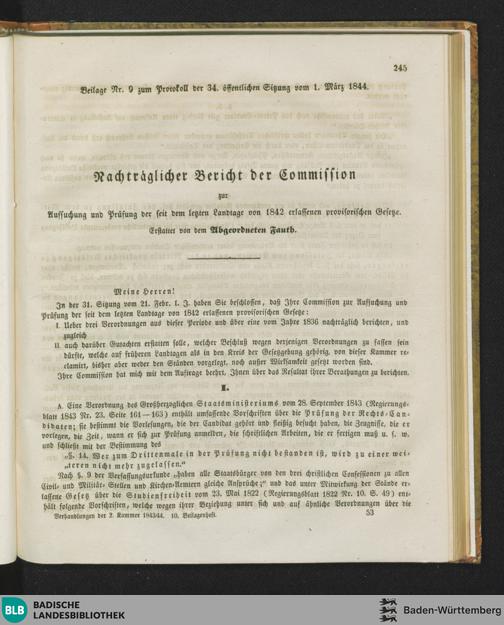 245
Beilage Nr. 9 zum Protokoll der 34. öffentlichen Sitzung vom 1. März 1844.
Nachträglicher Bericht der Commission
zur
Aufsuchung und Prüfung der seit dem letzten Landtage von 1842 erlassenen provisorischen Gesetze.
Erstattet von dem Abgeordneten Fauth.
Meine Herren!
In der 31. Sitzung vom 21. Febr. l. J. haben Sie beschlossen, daß Ihre Commission zur Aufsuchung und
Prüfung der seit dem letzten Landtage von 1842 erlassenen provisorischen Gesetze:
I. Ueber drei Verordnungen aus dieser Periode und über eine vom Jahre 1836 nachträglich berichten, und
zugleich
II. auch darüber Gutachten erstatten solle, welcher Beschluß wegen derjenigen Verordnungen zu fassen sein
dürfte, welche auf früheren Landtagen als in den Kreis der Gesetzgebung gehörig, von dieser Kammer re-
clamirt, bisher aber weder den Ständen vorgelegt, noch außer Wirksamkeit gesetzt worden sind.
Ihre Commission hat mich mit dem Auftrage beehrt, Ihnen über das Resultat ihrer Berathungen zu berichten.
I.
A. Eine Verordnung des Großherzoglichen Staatsministeriums vom 28. September 1843 (Regierungs-
blatt 1843 Nr. 23. Seite 161—163) enthält umfassende Vorschriften über die Prüfung der Rechts-Can-
didaten; sie bestimmt die Vorlesungen, die der Candidat gehört und fleißig besucht haben, die Zeugnisse, die er
vorlegen, die Zeit, wann er sich zur Prüfung anmelden, die schriftlichen Arbeiten, die er fertigen muß u. s. w.
und schließt mit der Bestimmung des
„§. 14. Wer zum Drittenmale in der Prüfung nicht bestanden ist, wird zu einer wei-
„teren nicht mehr zugelassen."
Nach §. 9 der Verfassungsurkunde „haben alle Staatsbürger von den drei christlichen Confessionen zu allen
Civil- und Militär-Stellen und Kirchen-Aemtern gleiche Ansprüche;" und das unter Mitwirkung der Stände er-
lassene Gesetz über die Studienfreiheit vom 23. Mai 1822 (Regierungsblatt 1822 Nr. 10. S. 49) ent-
hält folgende Vorschriften, welche wegen ihrer Beziehung unter sich und auf ähnliche Verordnungen über die
Verhandlungen der 2. Kammer 1843/44. 10. Beilagenheft. 53
BLB BADISCHE
LANDESBIBLIOTHEK
Baden-Württemberg